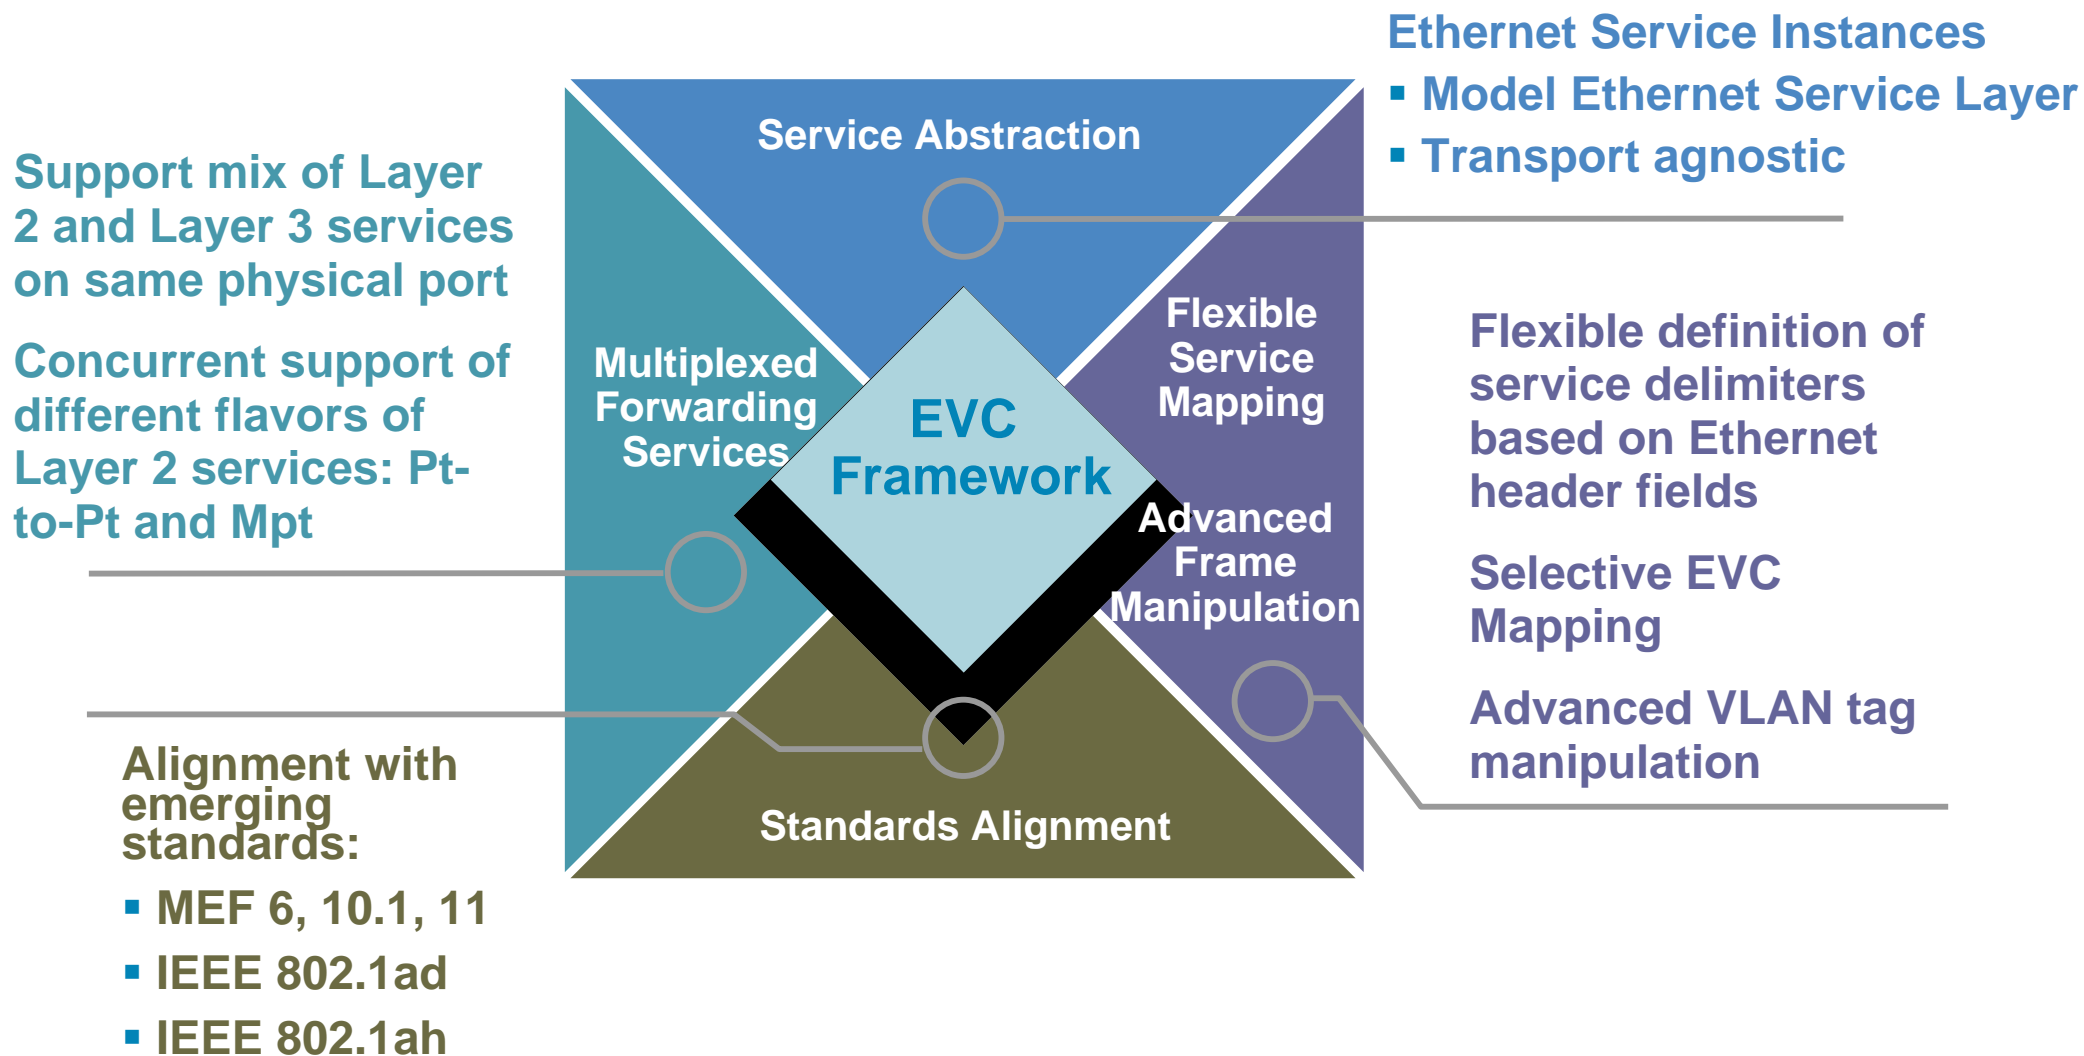 Ethernet Service Instances
▪ Model Ethernet Service Layer
▪ Transport agnostic
Service Abstraction
Support mix of Layer
2 and Layer 3 services
on same physical port
Concurrent support of
different flavors of
Layer 2 services: Pt-
to-Pt and Mpt
Multiplexed
Forwarding
Services
EVC
Framework
Flexible
Service
Mapping
Advanced
Frame
Manipulation
Flexible definition of
service delimiters
based on Ethernet
header fields
Selective EVC
Mapping
Advanced VLAN tag
manipulation
Standards Alignment
Alignment with
emerging
standards:
▪ MEF 6, 10.1, 11
▪ IEEE 802.1ad
▪ IEEE 802.1ah